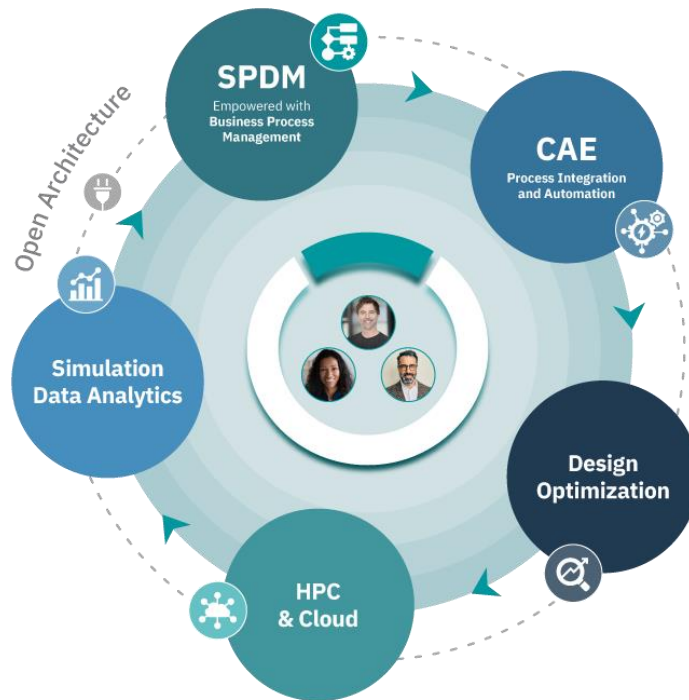 SPDM
Empowered with
Business Process
Management
CAE
Process Integration
and Automation
Design
Optimization
HPC
& Cloud
Simulation
Data Analytics
Open Architecture